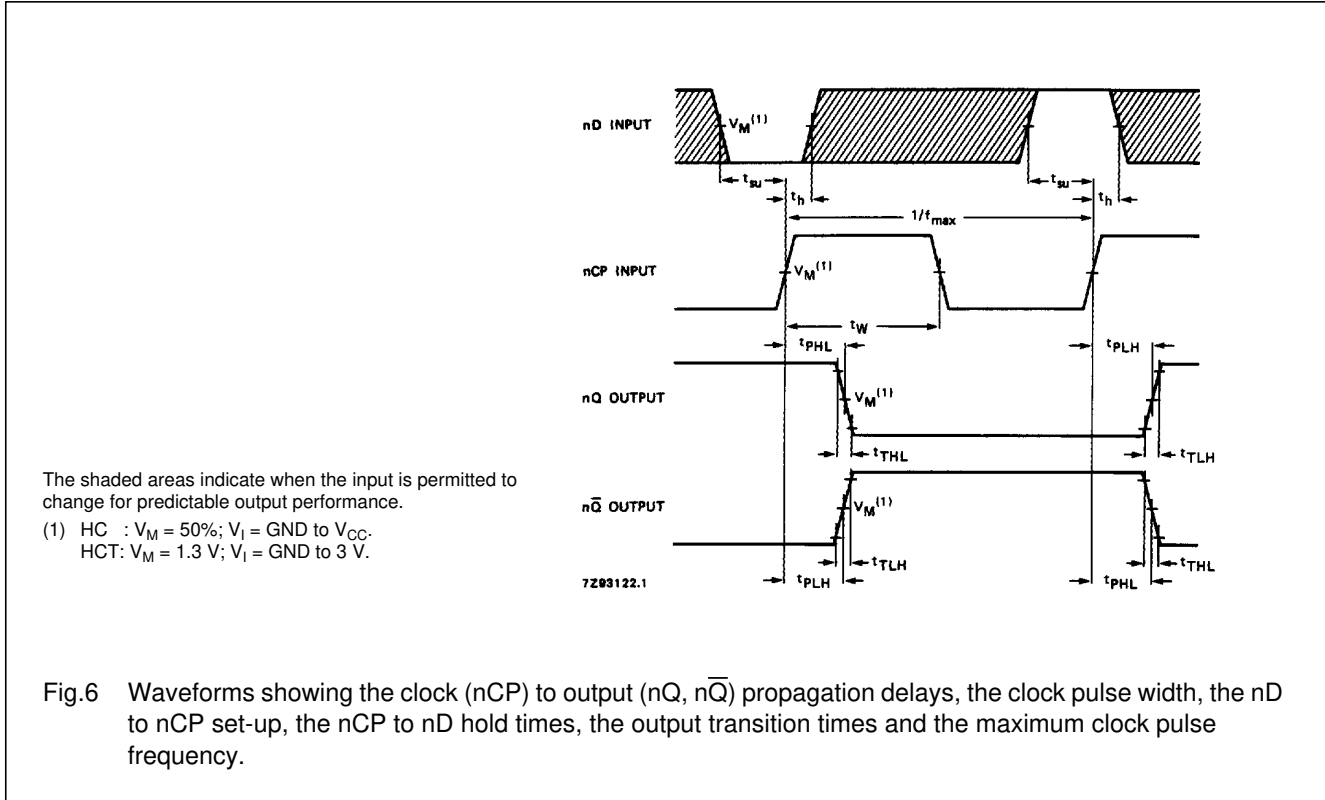 nD INPUT
V_M(1)
t_su
t_h
t_su
t_h
1/f_max
nCP INPUT
V_M(1)
t_W
t_PHL
t_PLH
nQ OUTPUT
V_M(1)
t_THL
t_TLH
The shaded areas indicate when the input is permitted to
change for predictable output performance.
(1) HC : V_M = 50%; V_I = GND to V_CC.
HCT: V_M = 1.3 V; V_I = GND to 3 V.
nQ̅ OUTPUT
V_M(1)
t_TLH
t_THL
t_PLH
t_PHL
7Z93122.1
Fig.6 Waveforms showing the clock (nCP) to output (nQ, nQ̅) propagation delays, the clock pulse width, the nD
to nCP set-up, the nCP to nD hold times, the output transition times and the maximum clock pulse
frequency.